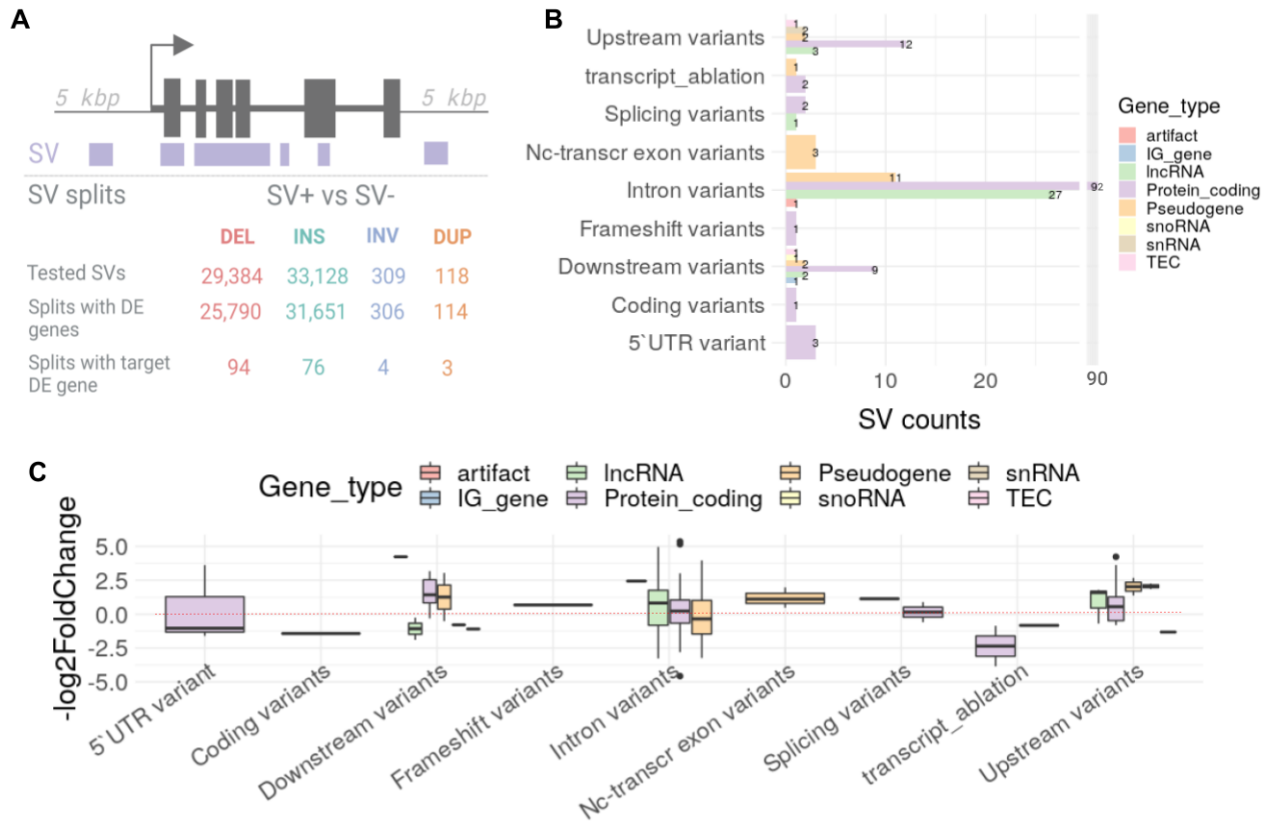 A
5 kbp
5 kbp
SV
SV splits
SV+ vs SV-
DEL INS INV DUP
Tested SVs 29,384 33,128 309 118
Splits with DE
genes
25,790 31,651 306 114
Splits with target
DE gene
94 76 4 3
B
Upstream variants
1
2
2
12
3
transcript_ablation
1
2
Splicing variants
2
1
Nc-transcr exon variants
3
Intron variants
11
92
27
1
Frameshift variants
1
Downstream variants
1
1
2
9
2
1
Coding variants
1
5`UTR variant
3
0 10 20 90
SV counts
Gene_type
artifact
IG_gene
lncRNA
Protein_coding
Pseudogene
snoRNA
snRNA
TEC
C
Gene_type
artifact lncRNA Pseudogene snRNA
IG_gene Protein_coding snoRNA TEC
-log2FoldChange
5.0
2.5
0.0
-2.5
-5.0
5`UTR variant
Coding variants
Downstream variants
Frameshift variants
Intron variants
Nc-transcr exon variants
Splicing variants
transcript_ablation
Upstream variants